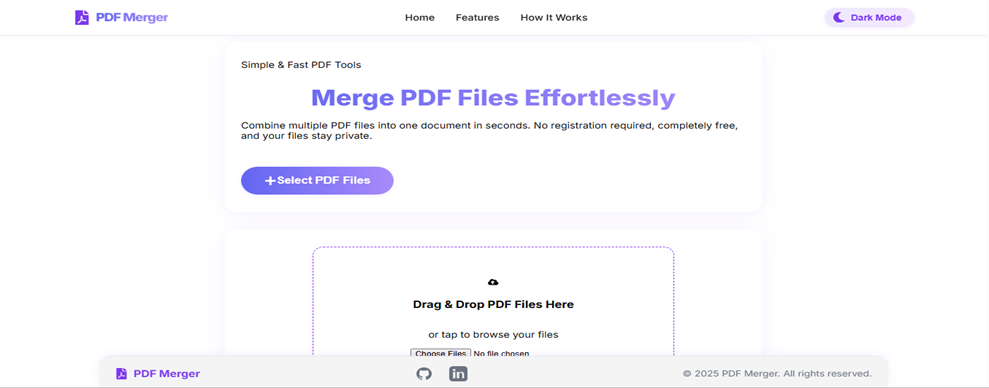 PDF Merger
Home
Features
How It Works
Dark Mode
Simple & Fast PDF Tools
Merge PDF Files Effortlessly
Combine multiple PDF files into one document in seconds. No registration required, completely free,
and your files stay private.
+Select PDF Files
Drag & Drop PDF Files Here
or tap to browse your files
Choose Files No file chosen
PDF Merger
© 2025 PDF Merger. All rights reserved.